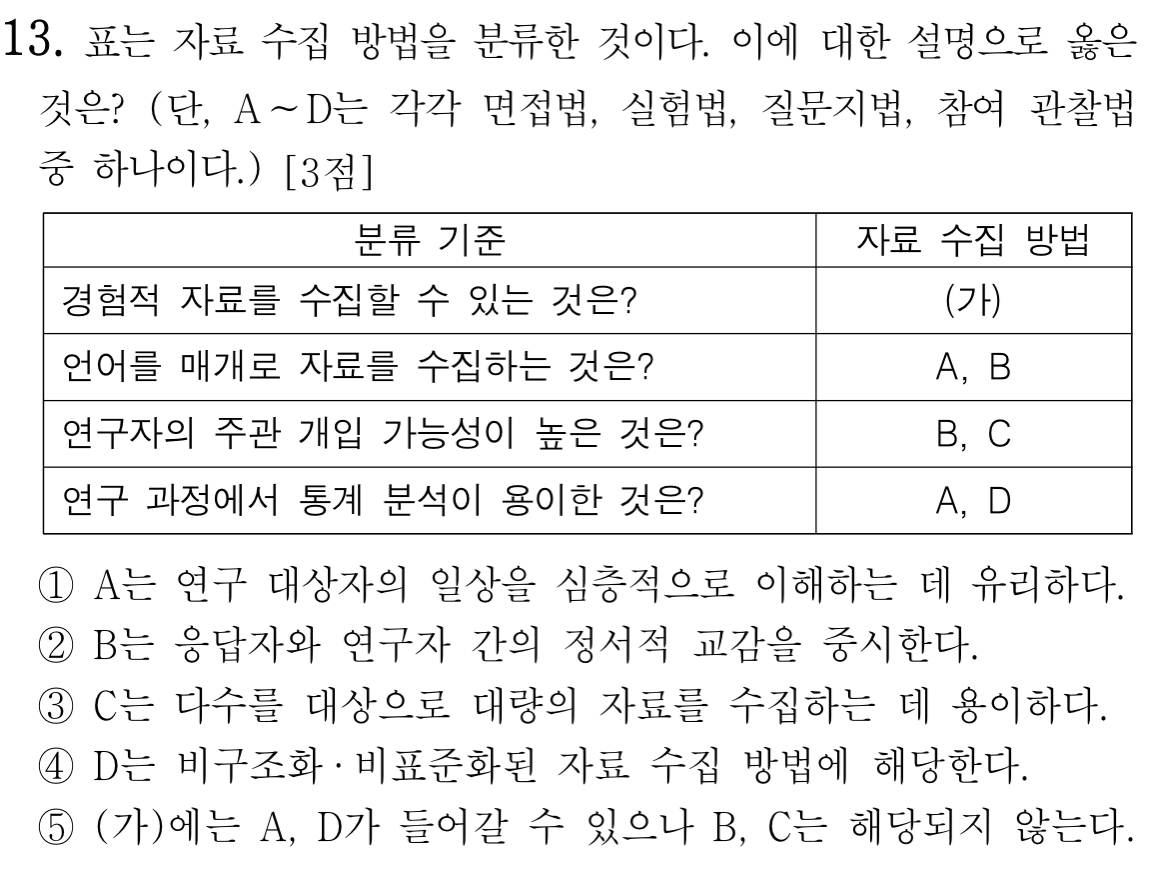 13. 표는 자료 수집 방법을 분류한 것이다. 이에 대한 설명으로 옳은
것은? (단, A～D는 각각 면접법, 실험법, 질문지법, 참여 관찰법
중 하나이다.) [3점]
분류 기준 자료 수집 방법
경험적 자료를 수집할 수 있는 것은? (가)
언어를 매개로 자료를 수집하는 것은? A, B
연구자의 주관 개입 가능성이 높은 것은? B, C
연구 과정에서 통계 분석이 용이한 것은? A, D
① A는 연구 대상자의 일상을 심층적으로 이해하는 데 유리하다.
② B는 응답자와 연구자 간의 정서적 교감을 중시한다.
③ C는 다수를 대상으로 대량의 자료를 수집하는 데 용이하다.
④ D는 비구조화·비표준화된 자료 수집 방법에 해당한다.
⑤ (가)에는 A, D가 들어갈 수 있으나 B, C는 해당되지 않는다.